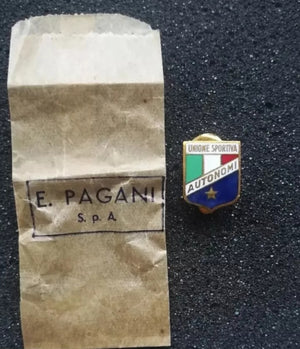 E. PAGANI
S.p.A.
UNIONE SPORTIVA
AUTONOMI